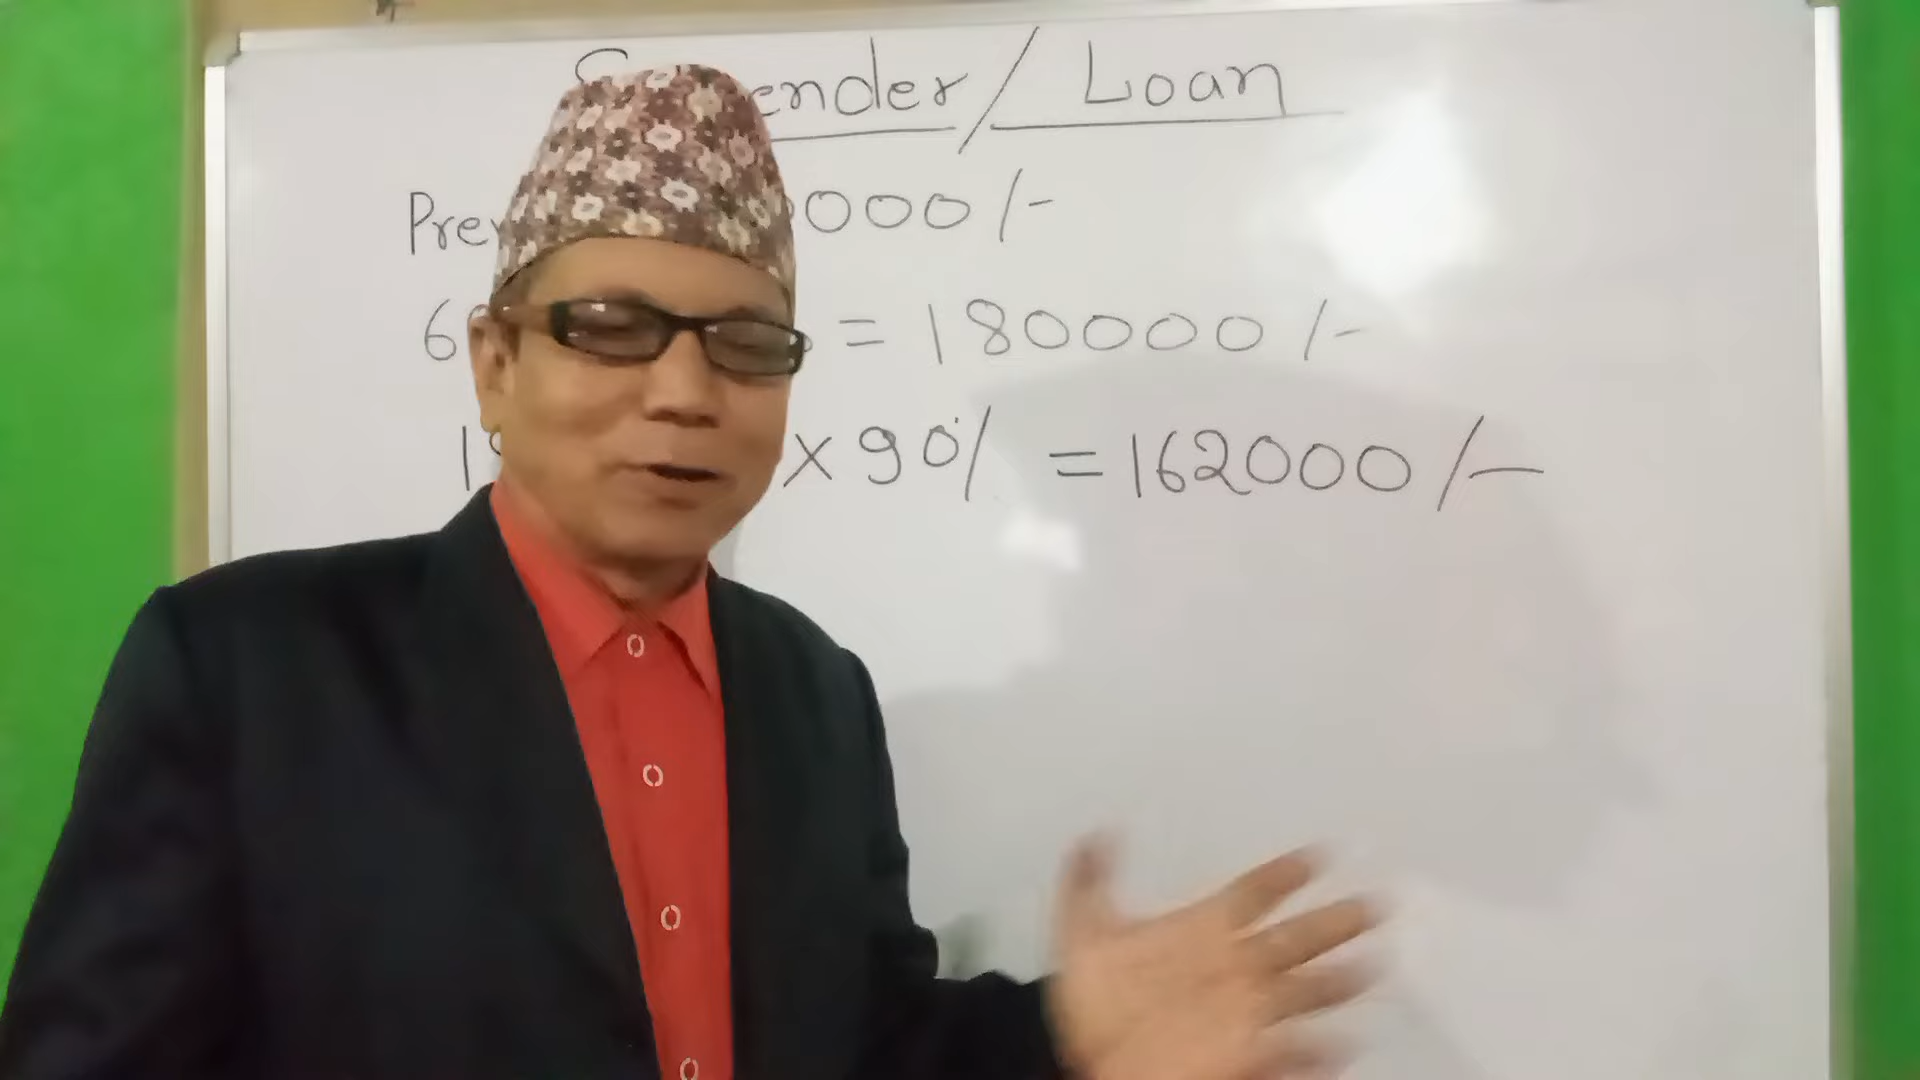 ender / Loan
Pre 000/-
6 = 180000/-
1 x 90% = 162000/-